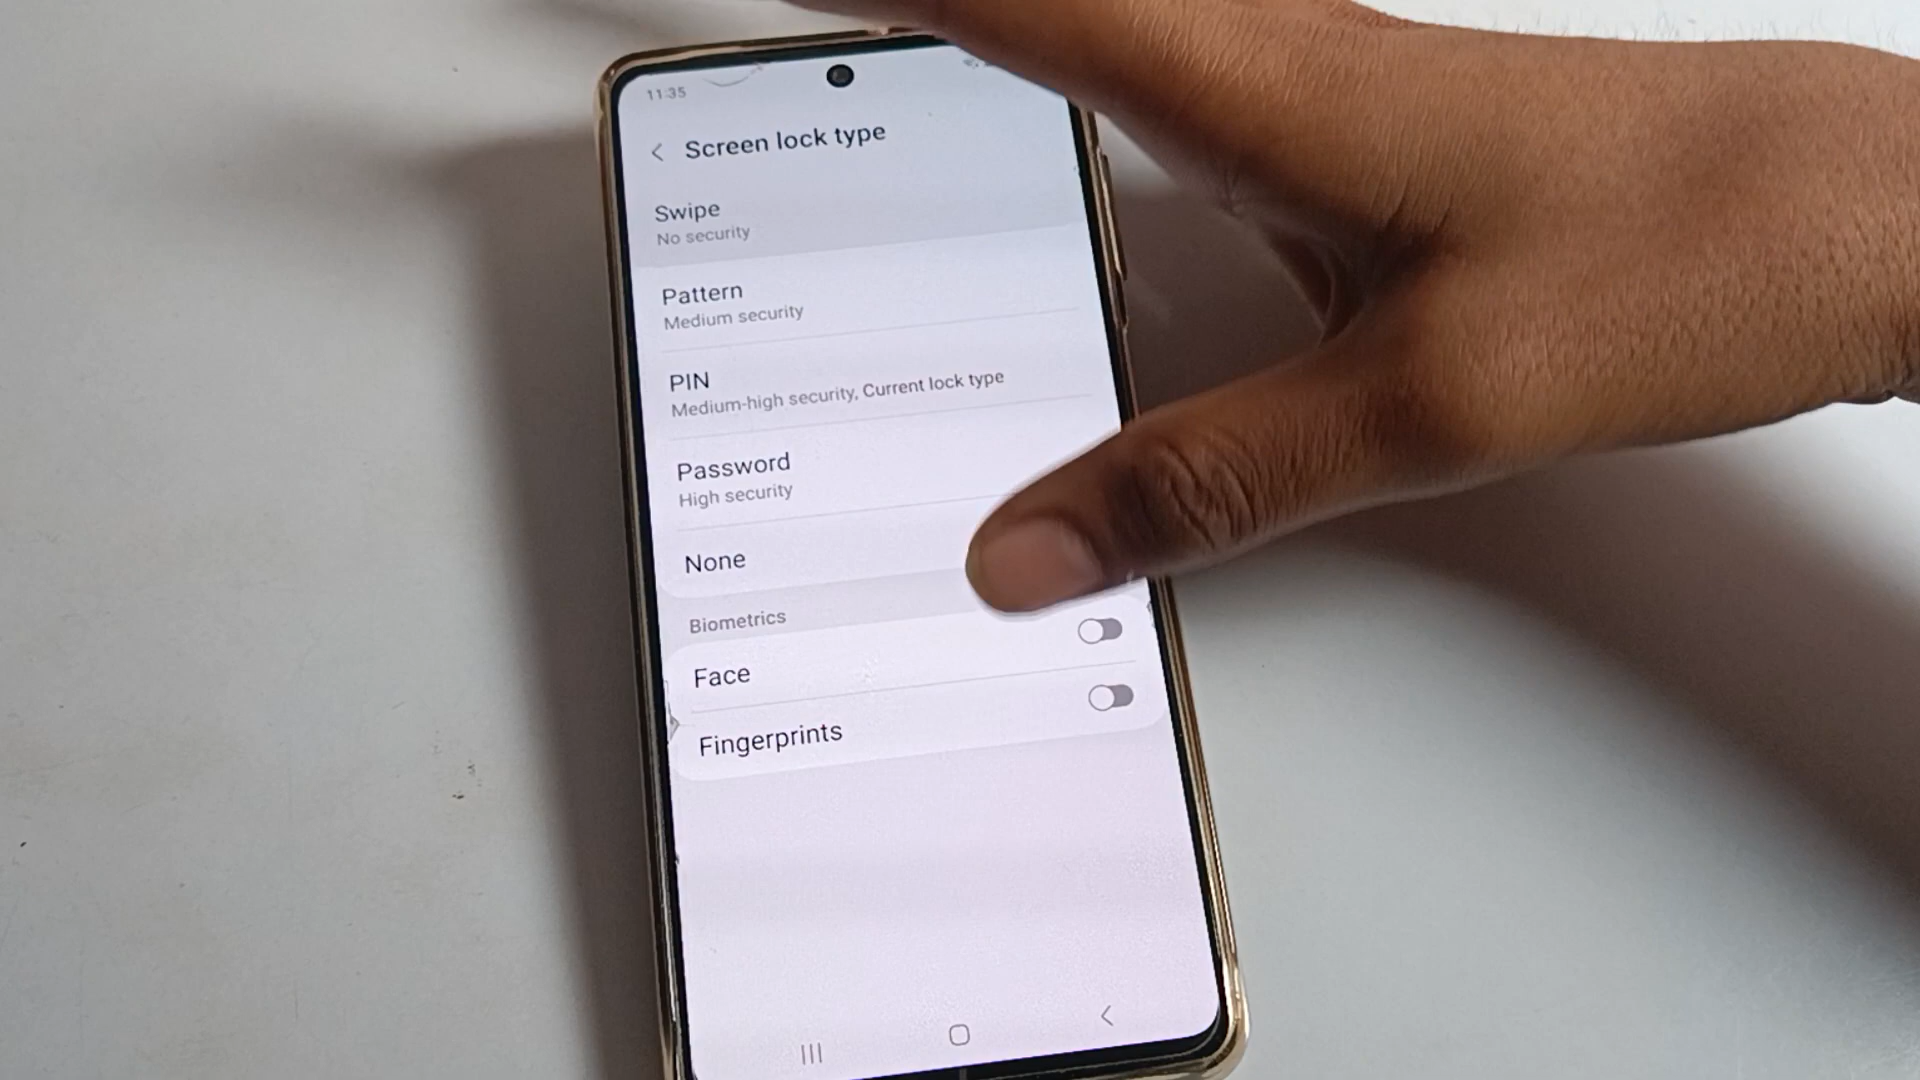 11:35
Screen lock type
Swipe
No security
Pattern
Medium security
PIN
Medium-high security, Current lock type
Password
High security
None
Biometrics
Face
Fingerprints